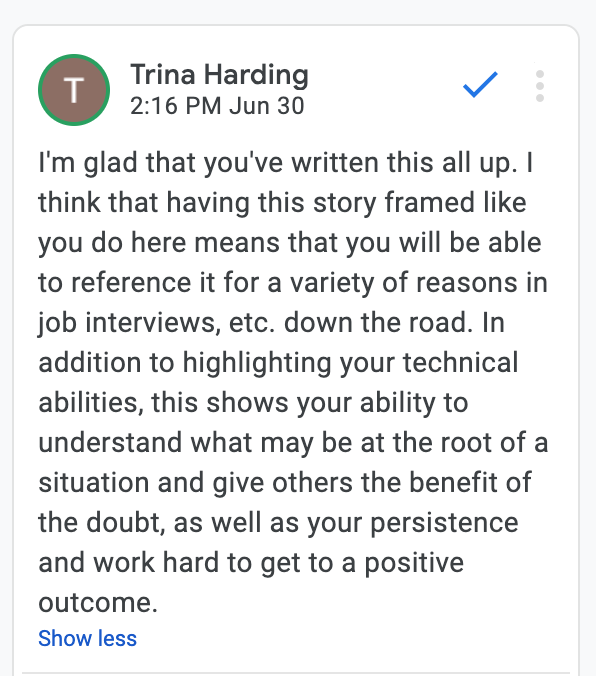 T
Trina Harding
2:16 PM Jun 30
I'm glad that you've written this all up. I
think that having this story framed like
you do here means that you will be able
to reference it for a variety of reasons in
job interviews, etc. down the road. In
addition to highlighting your technical
abilities, this shows your ability to
understand what may be at the root of a
situation and give others the benefit of
the doubt, as well as your persistence
and work hard to get to a positive
outcome.
Show less